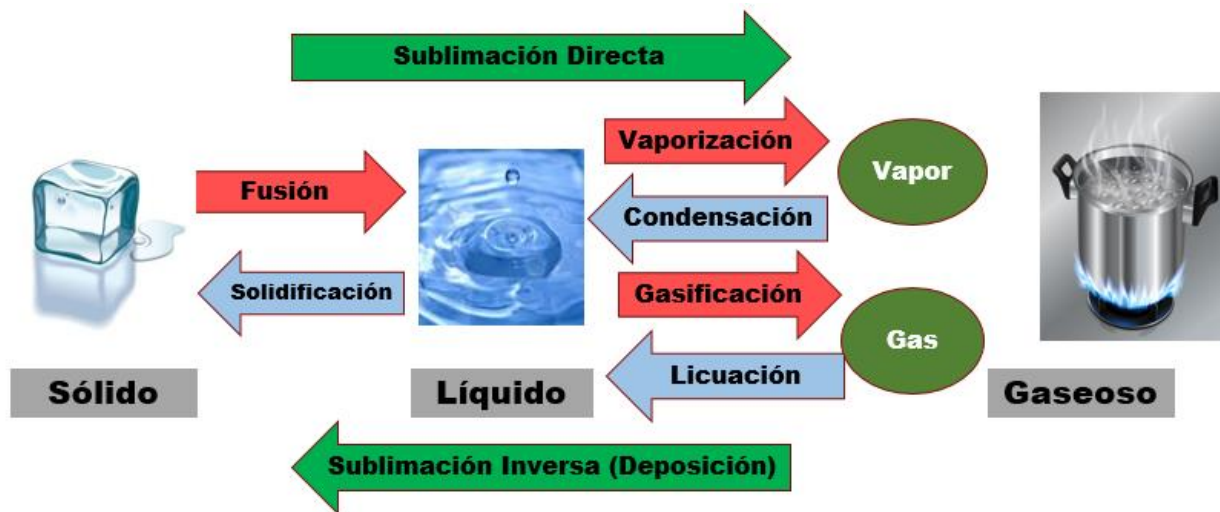 Sublimación Directa
Vaporización
Vapor
Fusión
Condensación
Solidificación
Gasificación
Gas
Licuación
Sólido
Líquido
Gaseoso
Sublimación Inversa (Deposición)